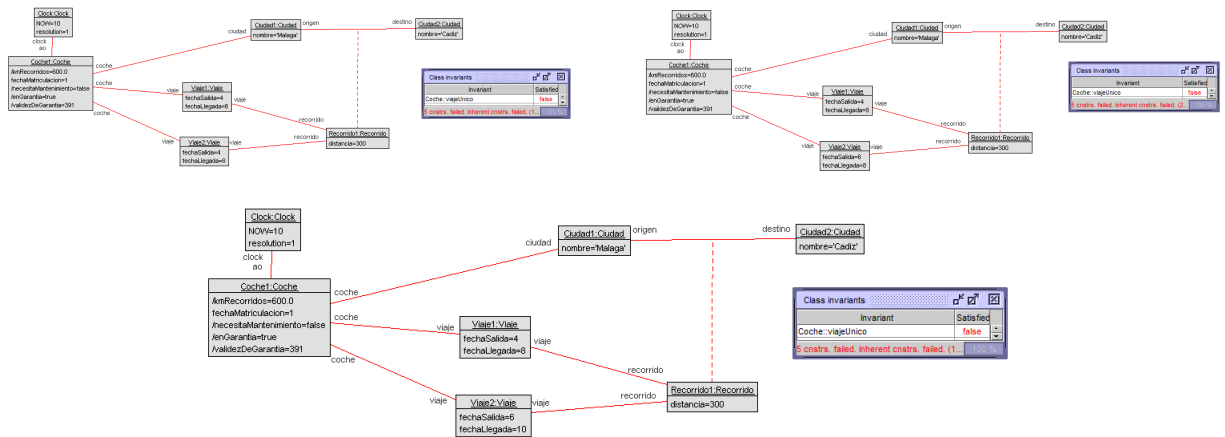 Clock:Clock
NOW=10
resolution=1
clock
ao
Coche1:Coche
/kmRecorridos=600.0
fechaMatriculacion=1
/necesitaMantenimiento=false
/enGarantia=true
/validezDeGarantia=391
coche
coche
coche
ciudad
Ciudad1:Ciudad
nombre='Malaga'
origen
destino
Ciudad2:Ciudad
nombre='Cadiz'
viaje
Viaje1:Viaje
fechaSalida=4
fechaLlegada=6
viaje
recorrido
viaje
Viaje2:Viaje
fechaSalida=4
fechaLlegada=8
viaje
recorrido
Recorrido1:Recorrido
distancia=300
Class invariants
Invariant Satisfied
Coche::viajeUnico false
5 cnstrs. failed. Inherent cnstrs. failed. (1... 100 %
Clock:Clock
NOW=10
resolution=1
clock
ao
Coche1:Coche
/kmRecorridos=600.0
fechaMatriculacion=1
/necesitaMantenimiento=false
/enGarantia=true
/validezDeGarantia=391
coche
coche
coche
ciudad
Ciudad1:Ciudad
nombre='Malaga'
origen
destino
Ciudad2:Ciudad
nombre='Cadiz'
viaje
Viaje1:Viaje
fechaSalida=4
fechaLlegada=8
viaje
recorrido
viaje
Viaje2:Viaje
fechaSalida=6
fechaLlegada=8
viaje
recorrido
Recorrido1:Recorrido
distancia=300
Class invariants
Invariant Satisfied
Coche::viajeUnico false
5 cnstrs. failed. Inherent cnstrs. failed. (2... 100 %
Clock:Clock
NOW=10
resolution=1
clock
ao
Coche1:Coche
/kmRecorridos=600.0
fechaMatriculacion=1
/necesitaMantenimiento=false
/enGarantia=true
/validezDeGarantia=391
coche
coche
coche
ciudad
Ciudad1:Ciudad
nombre='Malaga'
origen
destino
Ciudad2:Ciudad
nombre='Cadiz'
viaje
Viaje1:Viaje
fechaSalida=4
fechaLlegada=8
viaje
recorrido
viaje
Viaje2:Viaje
fechaSalida=6
fechaLlegada=10
viaje
recorrido
Recorrido1:Recorrido
distancia=300
Class invariants
Invariant Satisfied
Coche::viajeUnico false
5 cnstrs. failed. Inherent cnstrs. failed. (1... 100 %